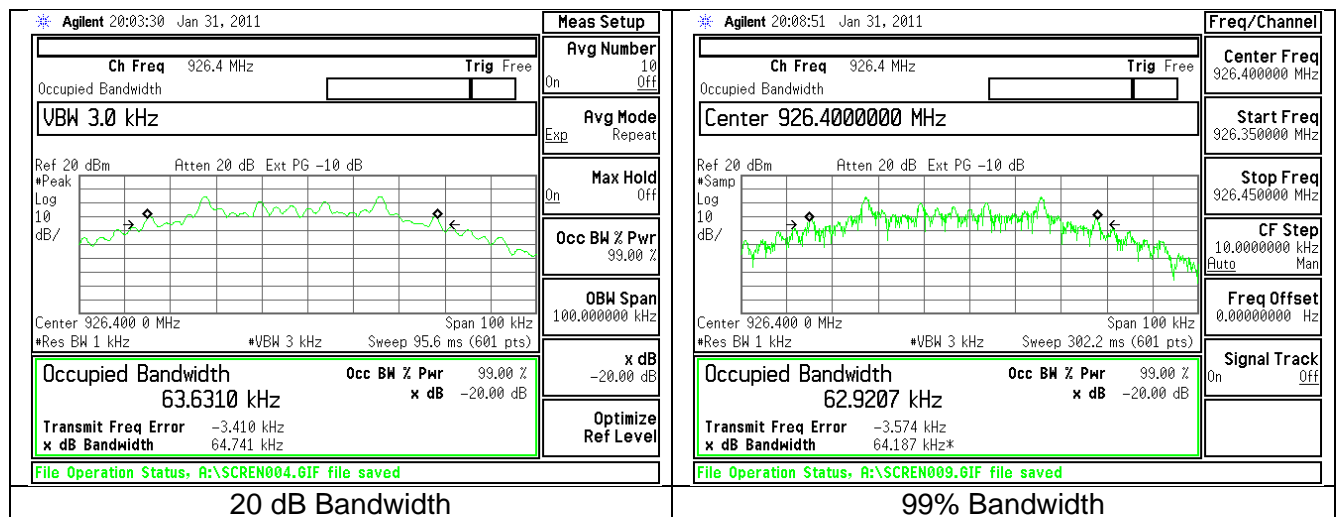 Agilent 20:03:30 Jan 31, 2011
Meas Setup
Ch Freq 926.4 MHz Trig Free
Occupied Bandwidth
VBW 3.0 kHz
Ref 20 dBm Atten 20 dB Ext PG -10 dB
#Peak
Log
10
dB/
Center 926.400 0 MHz Span 100 kHz
#Res BW 1 kHz #VBW 3 kHz Sweep 95.6 ms (601 pts)
Occupied Bandwidth Occ BW % Pwr 99.00 %
63.6310 kHz x dB -20.00 dB
Transmit Freq Error -3.410 kHz
x dB Bandwidth 64.741 kHz
File Operation Status, A:\SCREN004.GIF file saved
Avg Number
10
On Off
Avg Mode
Exp Repeat
Max Hold
On Off
Occ BW % Pwr
99.00 %
OBW Span
100.000000 kHz
x dB
-20.00 dB
Optimize
Ref Level
20 dB Bandwidth
Agilent 20:08:51 Jan 31, 2011
Freq/Channel
Ch Freq 926.4 MHz Trig Free
Occupied Bandwidth
Center 926.4000000 MHz
Ref 20 dBm Atten 20 dB Ext PG -10 dB
#Samp
Log
10
dB/
Center 926.400 0 MHz Span 100 kHz
#Res BW 1 kHz #VBW 3 kHz Sweep 302.2 ms (601 pts)
Occupied Bandwidth Occ BW % Pwr 99.00 %
62.9207 kHz x dB -20.00 dB
Transmit Freq Error -3.574 kHz
x dB Bandwidth 64.187 kHz*
File Operation Status, A:\SCREN009.GIF file saved
Center Freq
926.400000 MHz
Start Freq
926.350000 MHz
Stop Freq
926.450000 MHz
CF Step
10.0000000 kHz
Auto Man
Freq Offset
0.00000000 Hz
Signal Track
On Off
99% Bandwidth